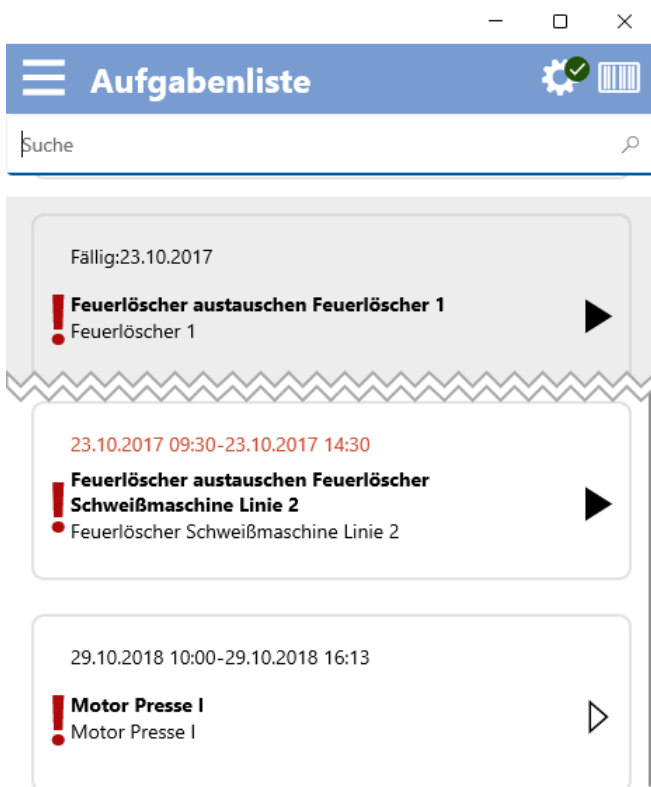 Aufgabenliste
Suche
Fällig:23.10.2017
Feuerlöscher austauschen Feuerlöscher 1
Feuerlöscher 1
23.10.2017 09:30-23.10.2017 14:30
Feuerlöscher austauschen Feuerlöscher
Schweißmaschine Linie 2
Feuerlöscher Schweißmaschine Linie 2
29.10.2018 10:00-29.10.2018 16:13
Motor Presse I
Motor Presse I